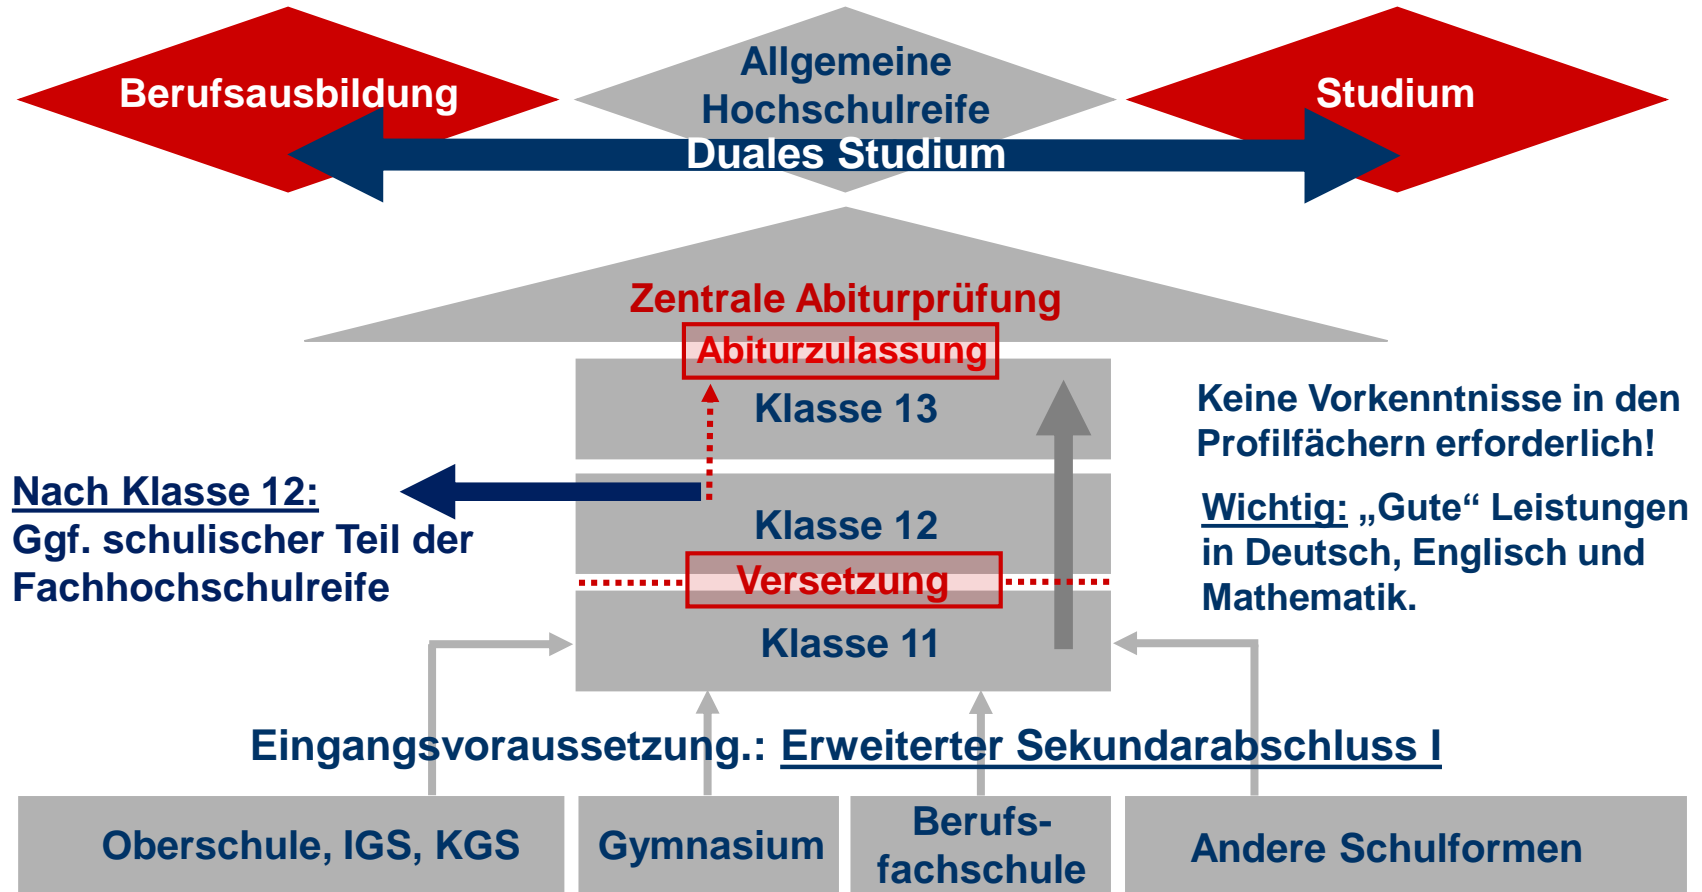 Berufsausbildung
Allgemeine
Hochschulreife
Studium
Duales Studium
Zentrale Abiturprüfung
Abiturzulassung
Klasse 13
Keine Vorkenntnisse in den
Profilfächern erforderlich!
Nach Klasse 12:
Ggf. schulischer Teil der
Fachhochschulreife
Klasse 12
Wichtig: „Gute“ Leistungen
in Deutsch, Englisch und
Mathematik.
Versetzung
Klasse 11
Eingangsvoraussetzung.: Erweiterter Sekundarabschluss I
Oberschule, IGS, KGS
Gymnasium
Berufs-
fachschule
Andere Schulformen